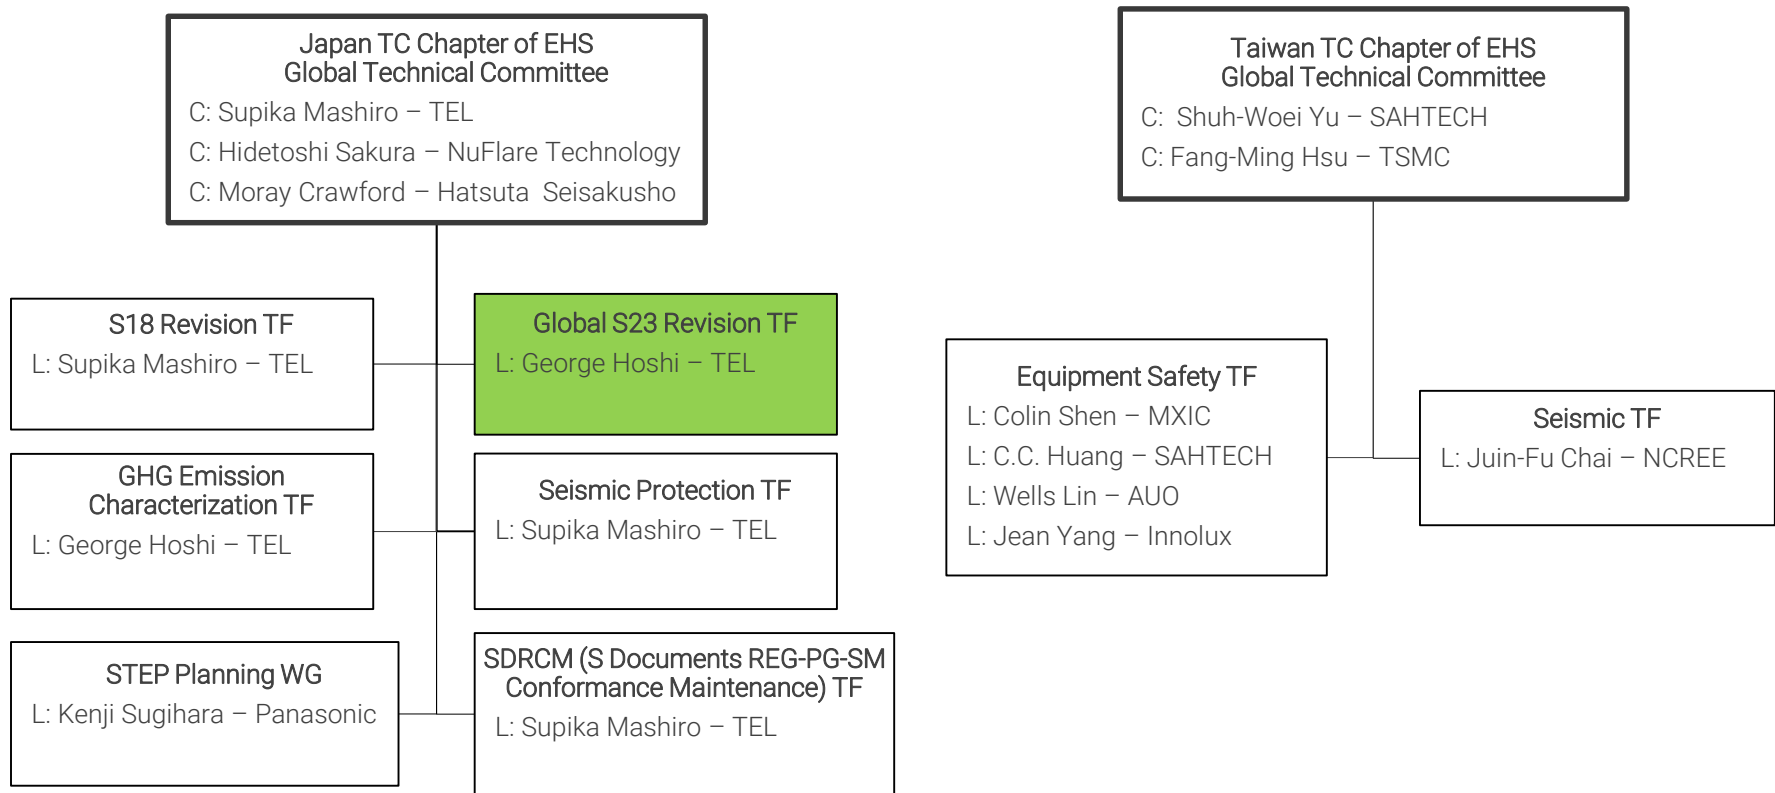 Japan TC Chapter of EHS
Global Technical Committee
C: Supika Mashiro – TEL
C: Hidetoshi Sakura – NuFlare Technology
C: Moray Crawford – Hatsuta Seisakusho
S18 Revision TF
L: Supika Mashiro – TEL
Global S23 Revision TF
L: George Hoshi – TEL
GHG Emission
Characterization TF
L: George Hoshi – TEL
Seismic Protection TF
L: Supika Mashiro – TEL
STEP Planning WG
L: Kenji Sugihara – Panasonic
SDRCM (S Documents REG-PG-SM
Conformance Maintenance) TF
L: Supika Mashiro – TEL
Taiwan TC Chapter of EHS
Global Technical Committee
C: Shuh-Woei Yu – SAHTECH
C: Fang-Ming Hsu – TSMC
Equipment Safety TF
L: Colin Shen – MXIC
L: C.C. Huang – SAHTECH
L: Wells Lin – AUO
L: Jean Yang – Innolux
Seismic TF
L: Juin-Fu Chai – NCREE